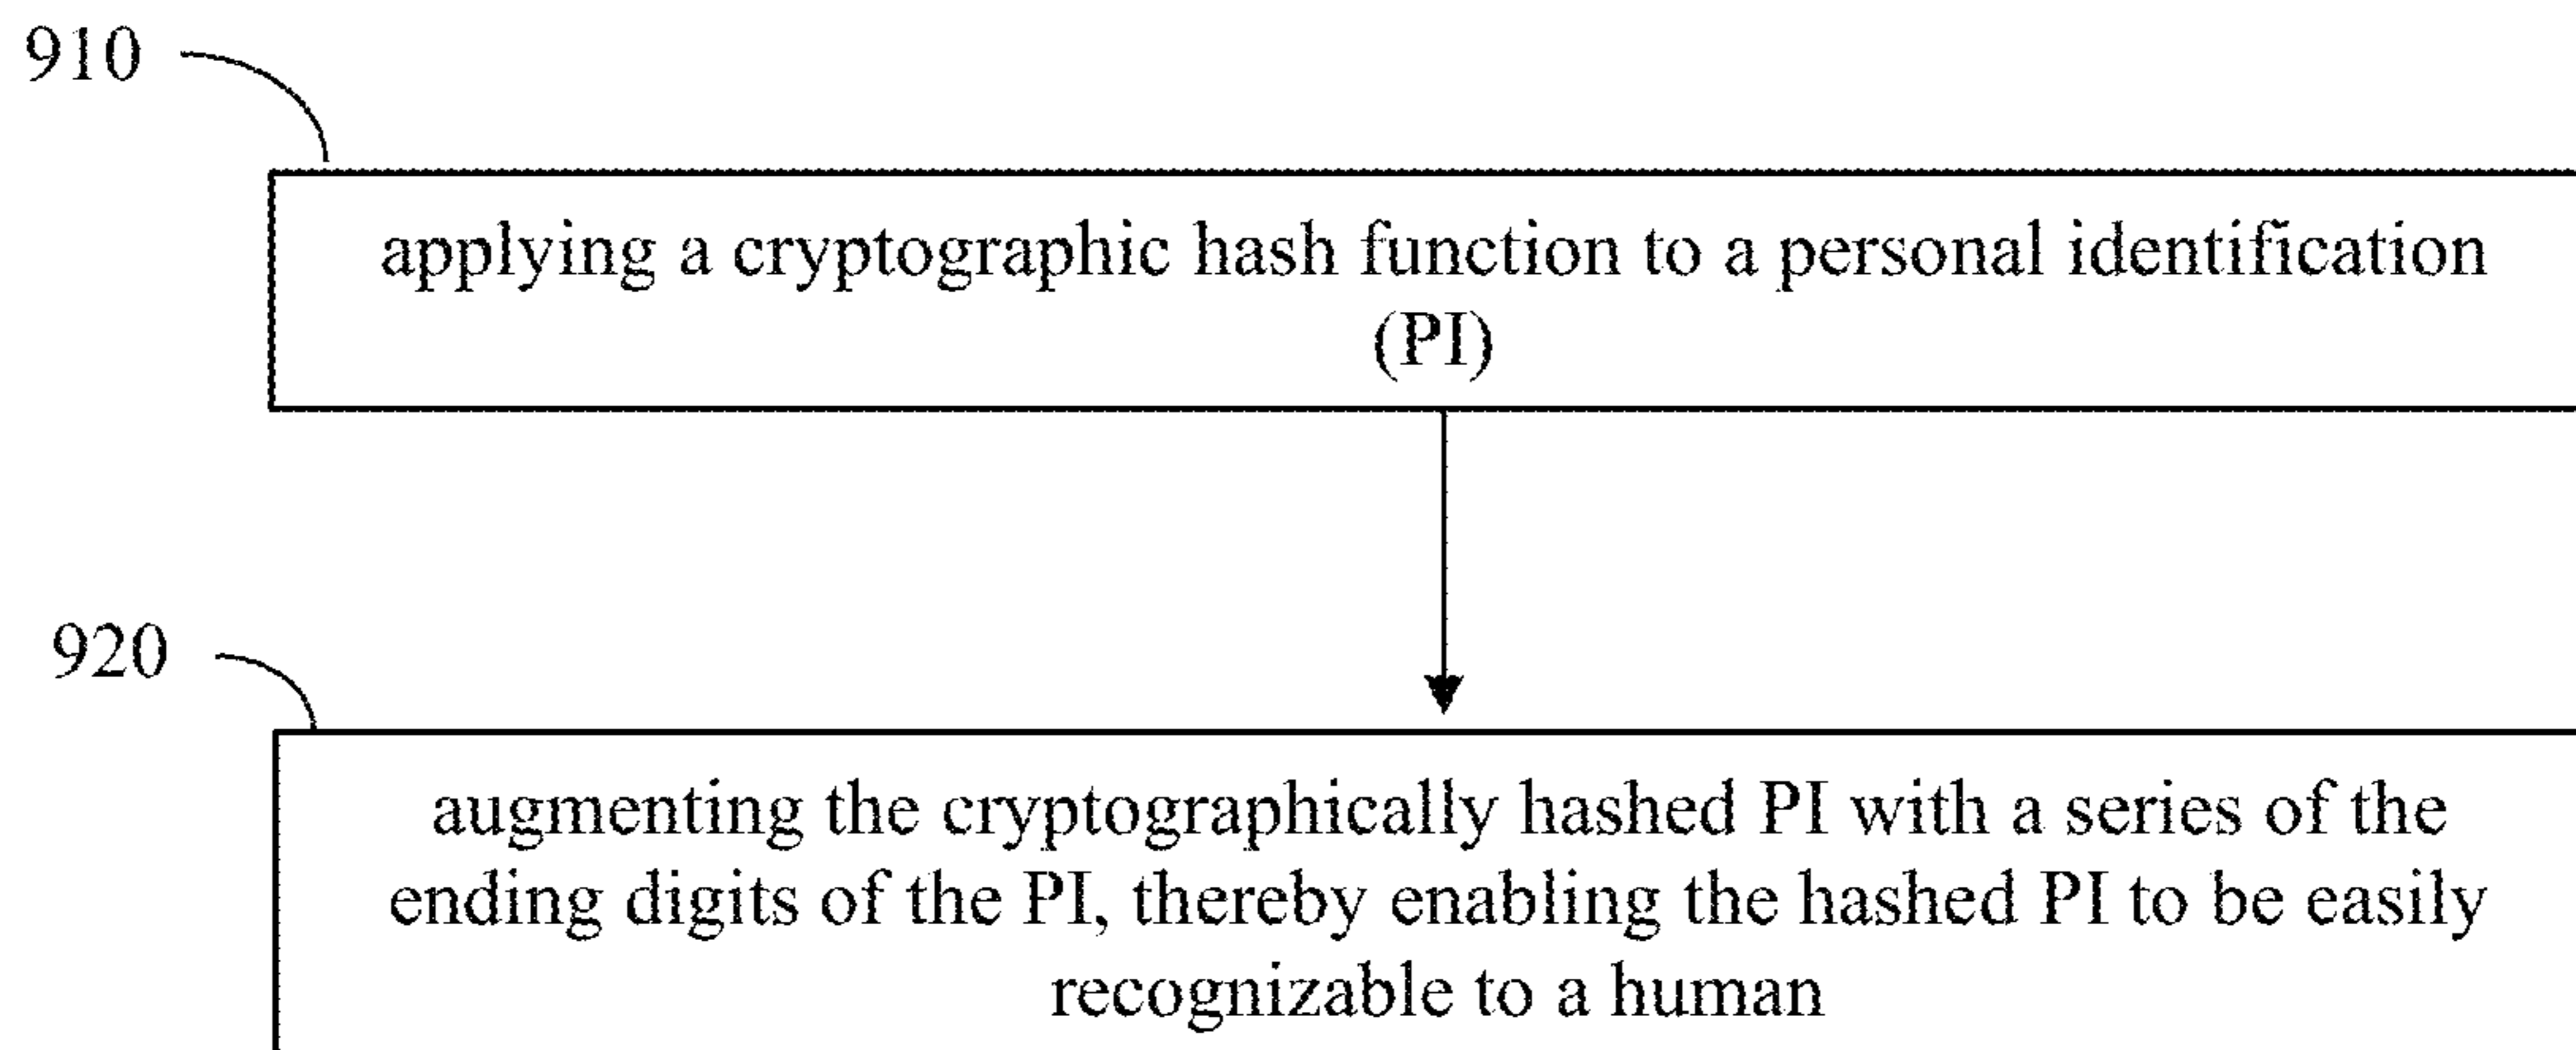 910
applying a cryptographic hash function to a personal identification
(PI)
920
augmenting the cryptographically hashed PI with a series of the
ending digits of the PI, thereby enabling the hashed PI to be easily
recognizable to a human